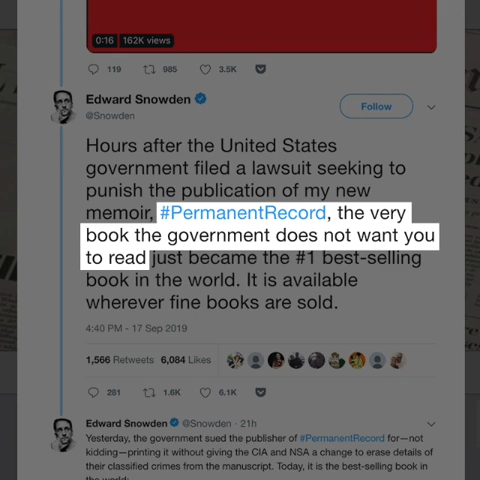 0:16 162K views
119 985 3.5K
Edward Snowden
@Snowden
Follow
Hours after the United States
government filed a lawsuit seeking to
punish the publication of my new
memoir, #PermanentRecord, the very
book the government does not want you
to read just became the #1 best-selling
book in the world. It is available
wherever fine books are sold.
4:40 PM - 17 Sep 2019
1,566 Retweets 6,084 Likes
281 1.6K 6.1K
Edward Snowden @Snowden · 21h
Yesterday, the government sued the publisher of #PermanentRecord for—not
kidding—printing it without giving the CIA and NSA a change to erase details of
their classified crimes from the manuscript. Today, it is the best-selling book in
the world: